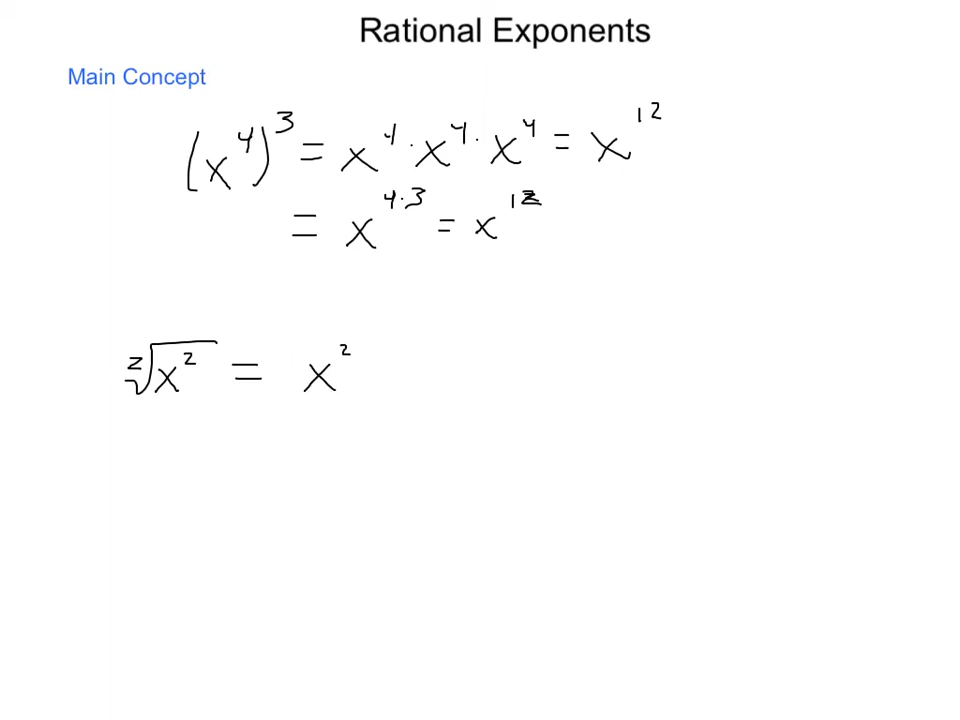 Rational Exponents
Main Concept
(x⁴)³ = x⁴ · x⁴ · x⁴ = x¹²
= x⁴·³ = x¹²
²√x² = x²